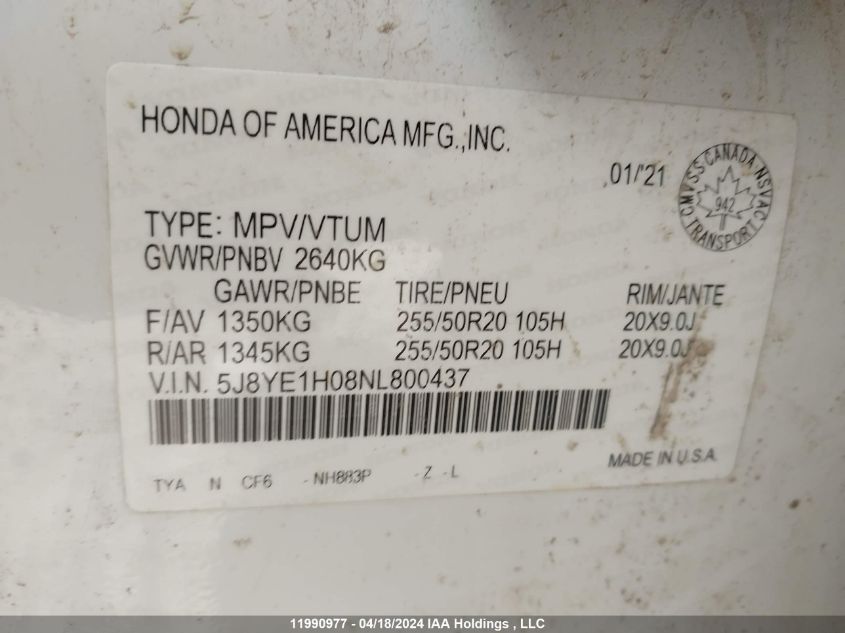 HONDA OF AMERICA MFG.,INC.
01/'21
CMVSS CANADA NSVAC
942
TRANSPORT
TYPE: MPV/VTUM
GVWR/PNBV 2640KG
GAWR/PNBE TIRE/PNEU RIM/JANTE
F/AV 1350KG 255/50R20 105H 20X9.0J
R/AR 1345KG 255/50R20 105H 20X9.0J
V.I.N. 5J8YE1H08NL800437
MADE IN U.S.A.
TYA N CF6 - NH883P - Z - L
11990977 - 04/18/2024 IAA Holdings , LLC